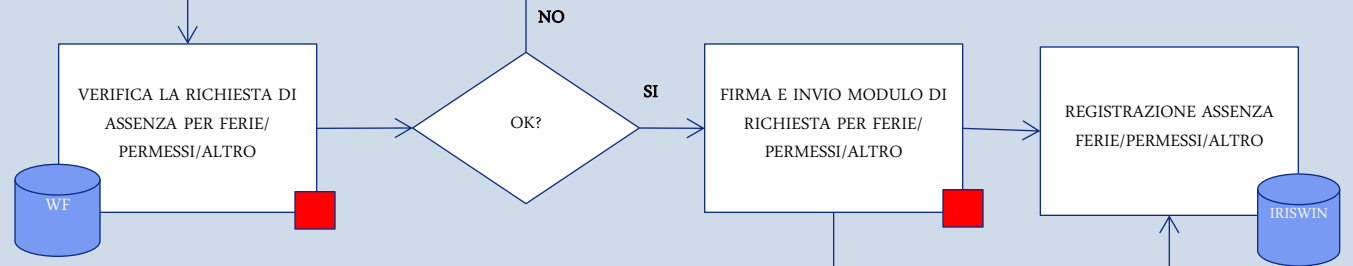 NO
VERIFICA LA RICHIESTA DI
ASSENZA PER FERIE/
PERMESSI/ALTRO
WF
OK?
SI
FIRMA E INVIO MODULO DI
RICHIESTA PER FERIE/
PERMESSI/ALTRO
REGISTRAZIONE ASSENZA
FERIE/PERMESSI/ALTRO
IRISWIN